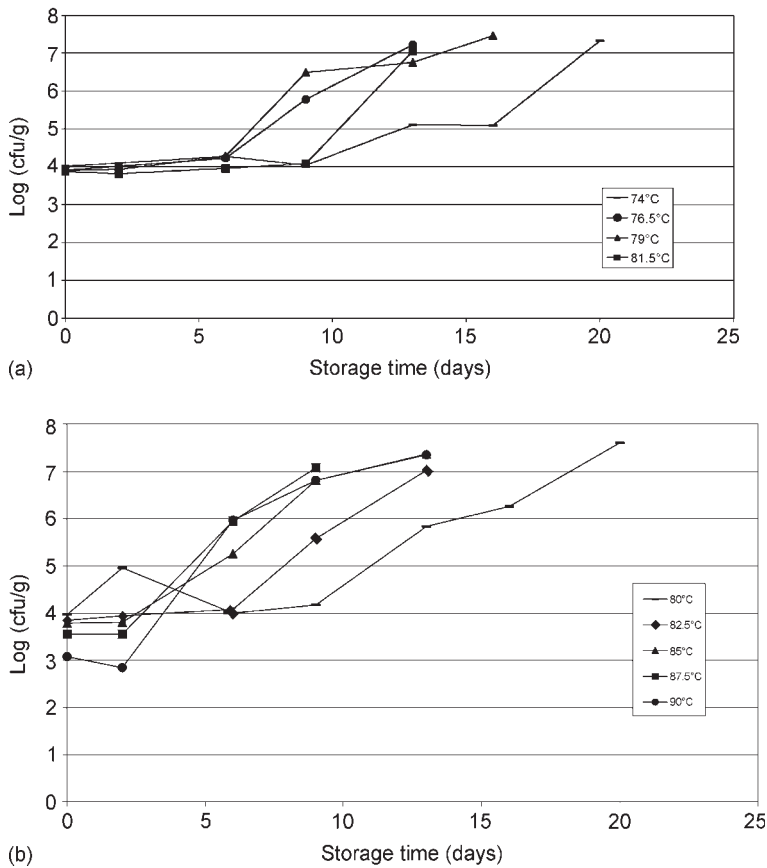 8
7
6
5
4
3
2
1
0
Log (cfu/g)
74°C
76.5°C
79°C
81.5°C
0 5 10 15 20 25
(a) Storage time (days)
8
7
6
5
4
3
2
1
0
Log (cfu/g)
80°C
82.5°C
85°C
87.5°C
90°C
0 5 10 15 20 25
(b) Storage time (days)